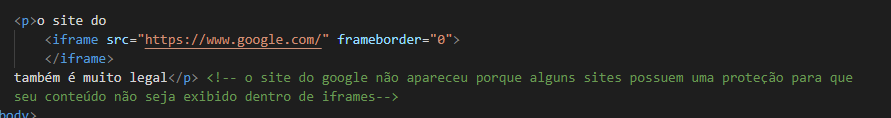 <p>o site do
<iframe src="https://www.google.com/" frameborder="0">
</iframe>
também é muito legal</p> <!-- o site do google não apareceu porque alguns sites possuem uma proteção para que
seu conteúdo não seja exibido dentro de iframes-->
body>